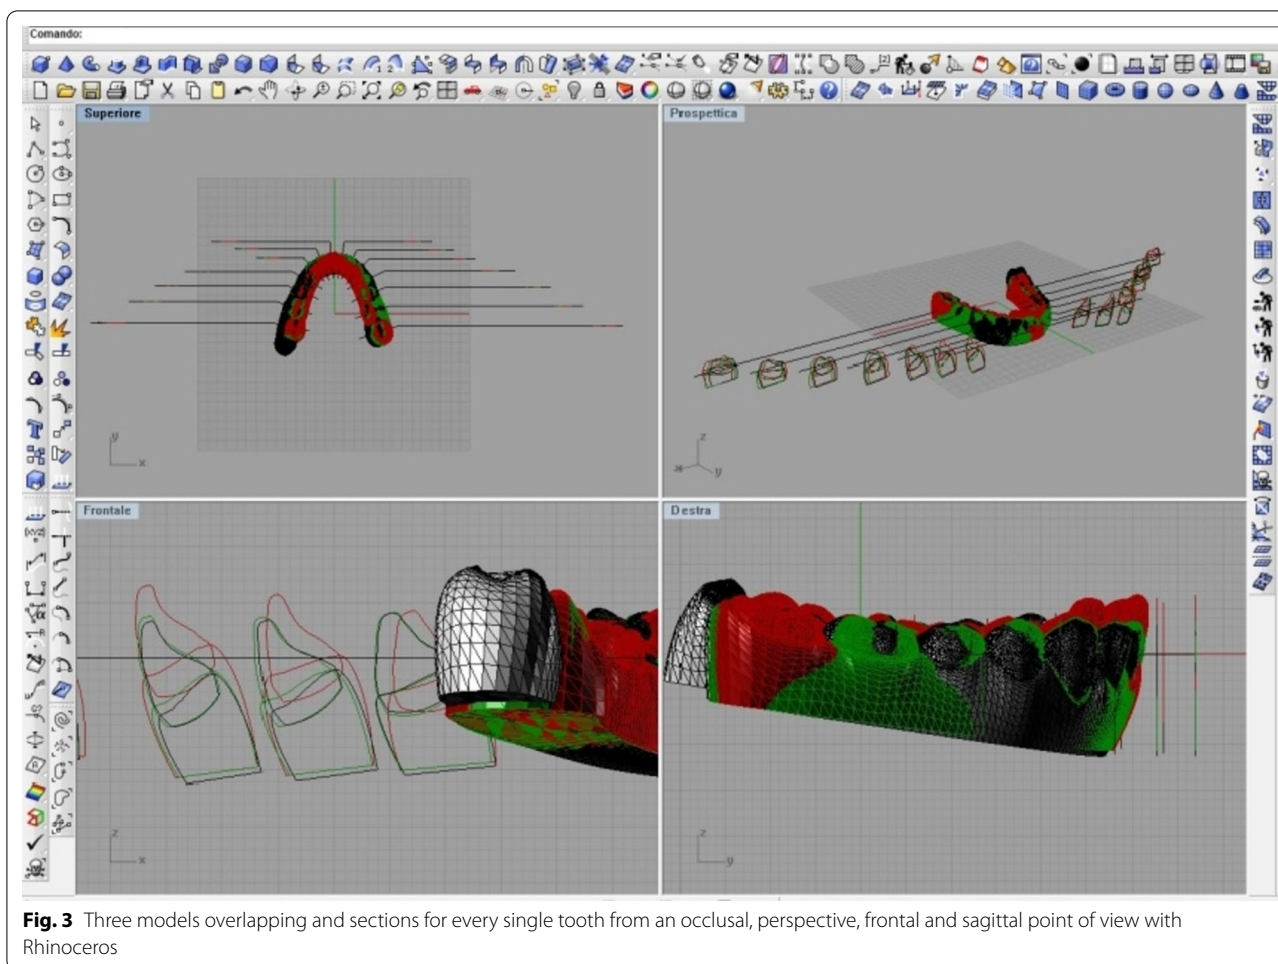 Comando:
Superiore
Prospettica
y
x
z
x
y
Frontale
Destra
z
x
z
y
Fig. 3 Three models overlapping and sections for every single tooth from an occlusal, perspective, frontal and sagittal point of view with
Rhinoceros